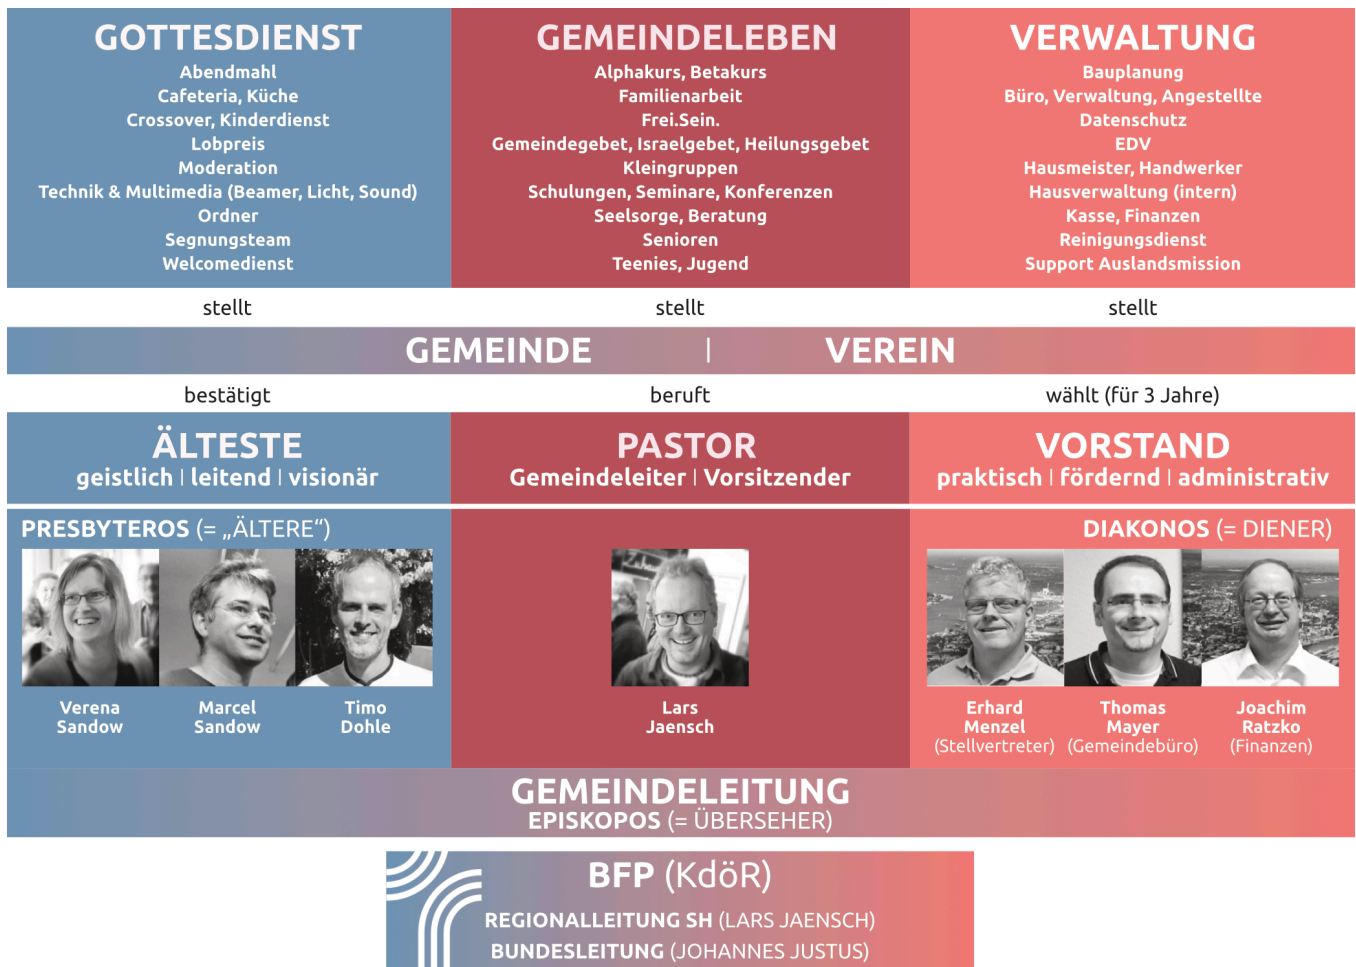 GOTTESDIENST
Abendmahl
Cafeteria, Küche
Crossover, Kinderdienst
Lobpreis
Moderation
Technik & Multimedia (Beamer, Licht, Sound)
Ordner
Segnungsteam
Welcomedienst
GEMEINDELEBEN
Alphakurs, Betakurs
Familienarbeit
Frei.Sein.
Gemeindegebet, Israelgebet, Heilungsgebet
Kleingruppen
Schulungen, Seminare, Konferenzen
Seelsorge, Beratung
Senioren
Teenies, Jugend
VERWALTUNG
Bauplanung
Büro, Verwaltung, Angestellte
Datenschutz
EDV
Hausmeister, Handwerker
Hausverwaltung (intern)
Kasse, Finanzen
Reinigungsdienst
Support Auslandsmission
stellt
stellt
stellt
GEMEINDE | VEREIN
bestätigt
beruft
wählt (für 3 Jahre)
ÄLTESTE
geistlich | leitend | visionär
PASTOR
Gemeindeleiter | Vorsitzender
VORSTAND
praktisch | fördernd | administrativ
PRESBYTEROS (= „ÄLTERE“)
DIAKONOS (= DIENER)
Verena
Sandow
Marcel
Sandow
Timo
Dohle
Lars
Jaensch
Erhard
Menzel
(Stellvertreter)
Thomas
Mayer
(Gemeindebüro)
Joachim
Ratzko
(Finanzen)
GEMEINDELEITUNG
EPISKOPOS (= ÜBERSEHER)
BFP (KdöR)
REGIONALLEITUNG SH (LARS JAENSCH)
BUNDESLEITUNG (JOHANNES JUSTUS)